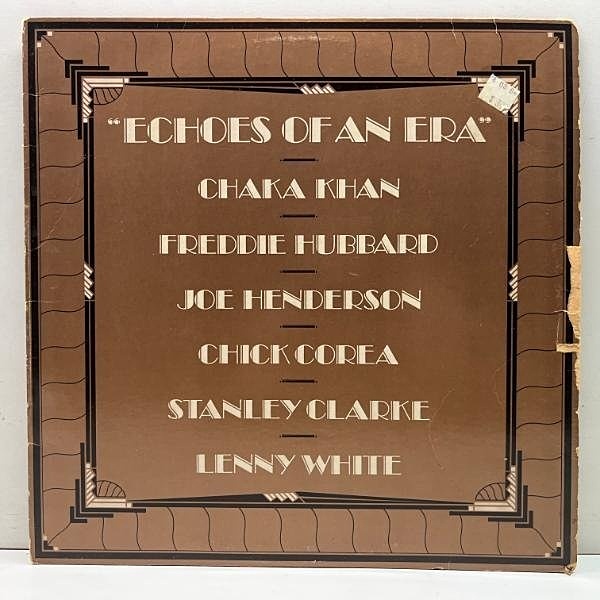 “ECHOES OF AN ERA”
CHAKA KHAN
FREDDIE HUBBARD
JOE HENDERSON
CHICK COREA
STANLEY CLARKE
LENNY WHITE